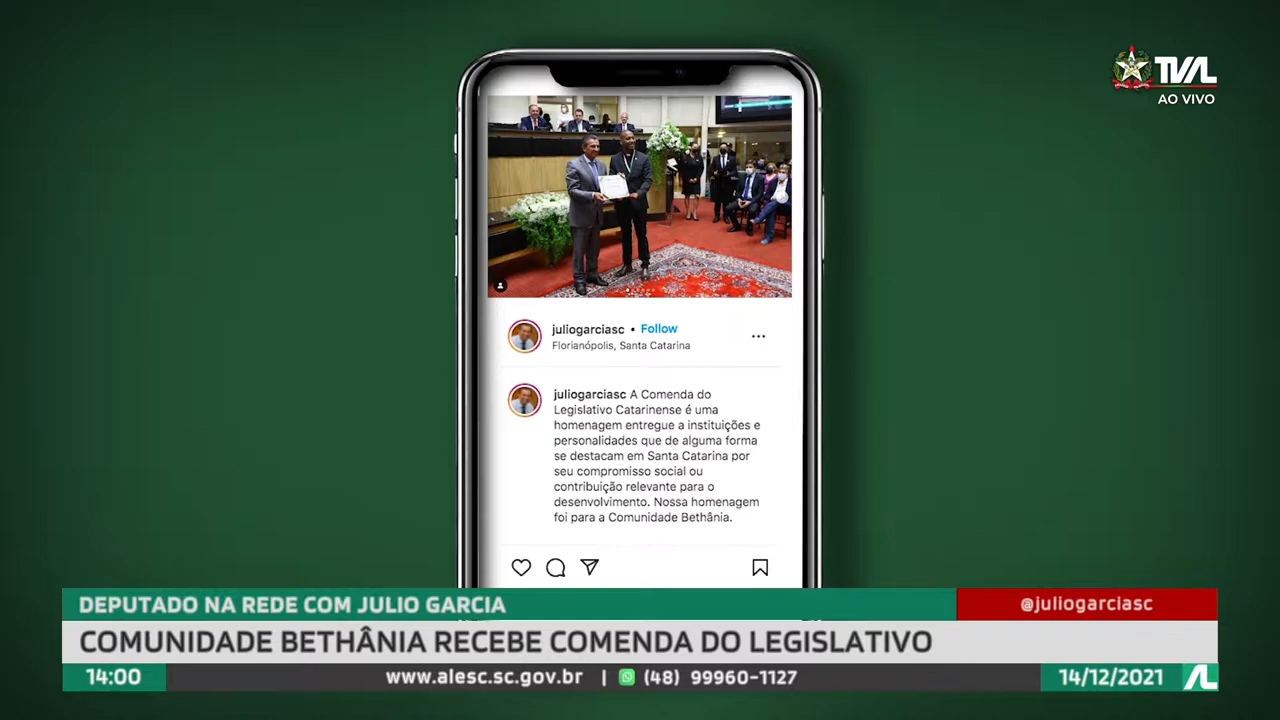 TVAL
AO VIVO
juliogarciasc • Follow
Florianópolis, Santa Catarina
juliogarciasc A Comenda do
Legislativo Catarinense é uma
homenagem entregue a instituições e
personalidades que de alguma forma
se destacam em Santa Catarina por
seu compromisso social ou
contribuição relevante para o
desenvolvimento. Nossa homenagem
foi para a Comunidade Bethânia.
DEPUTADO NA REDE COM JULIO GARCIA
@juliogarciasc
COMUNIDADE BETHÂNIA RECEBE COMENDA DO LEGISLATIVO
14:00
www.alesc.sc.gov.br | (48) 99960-1127
14/12/2021